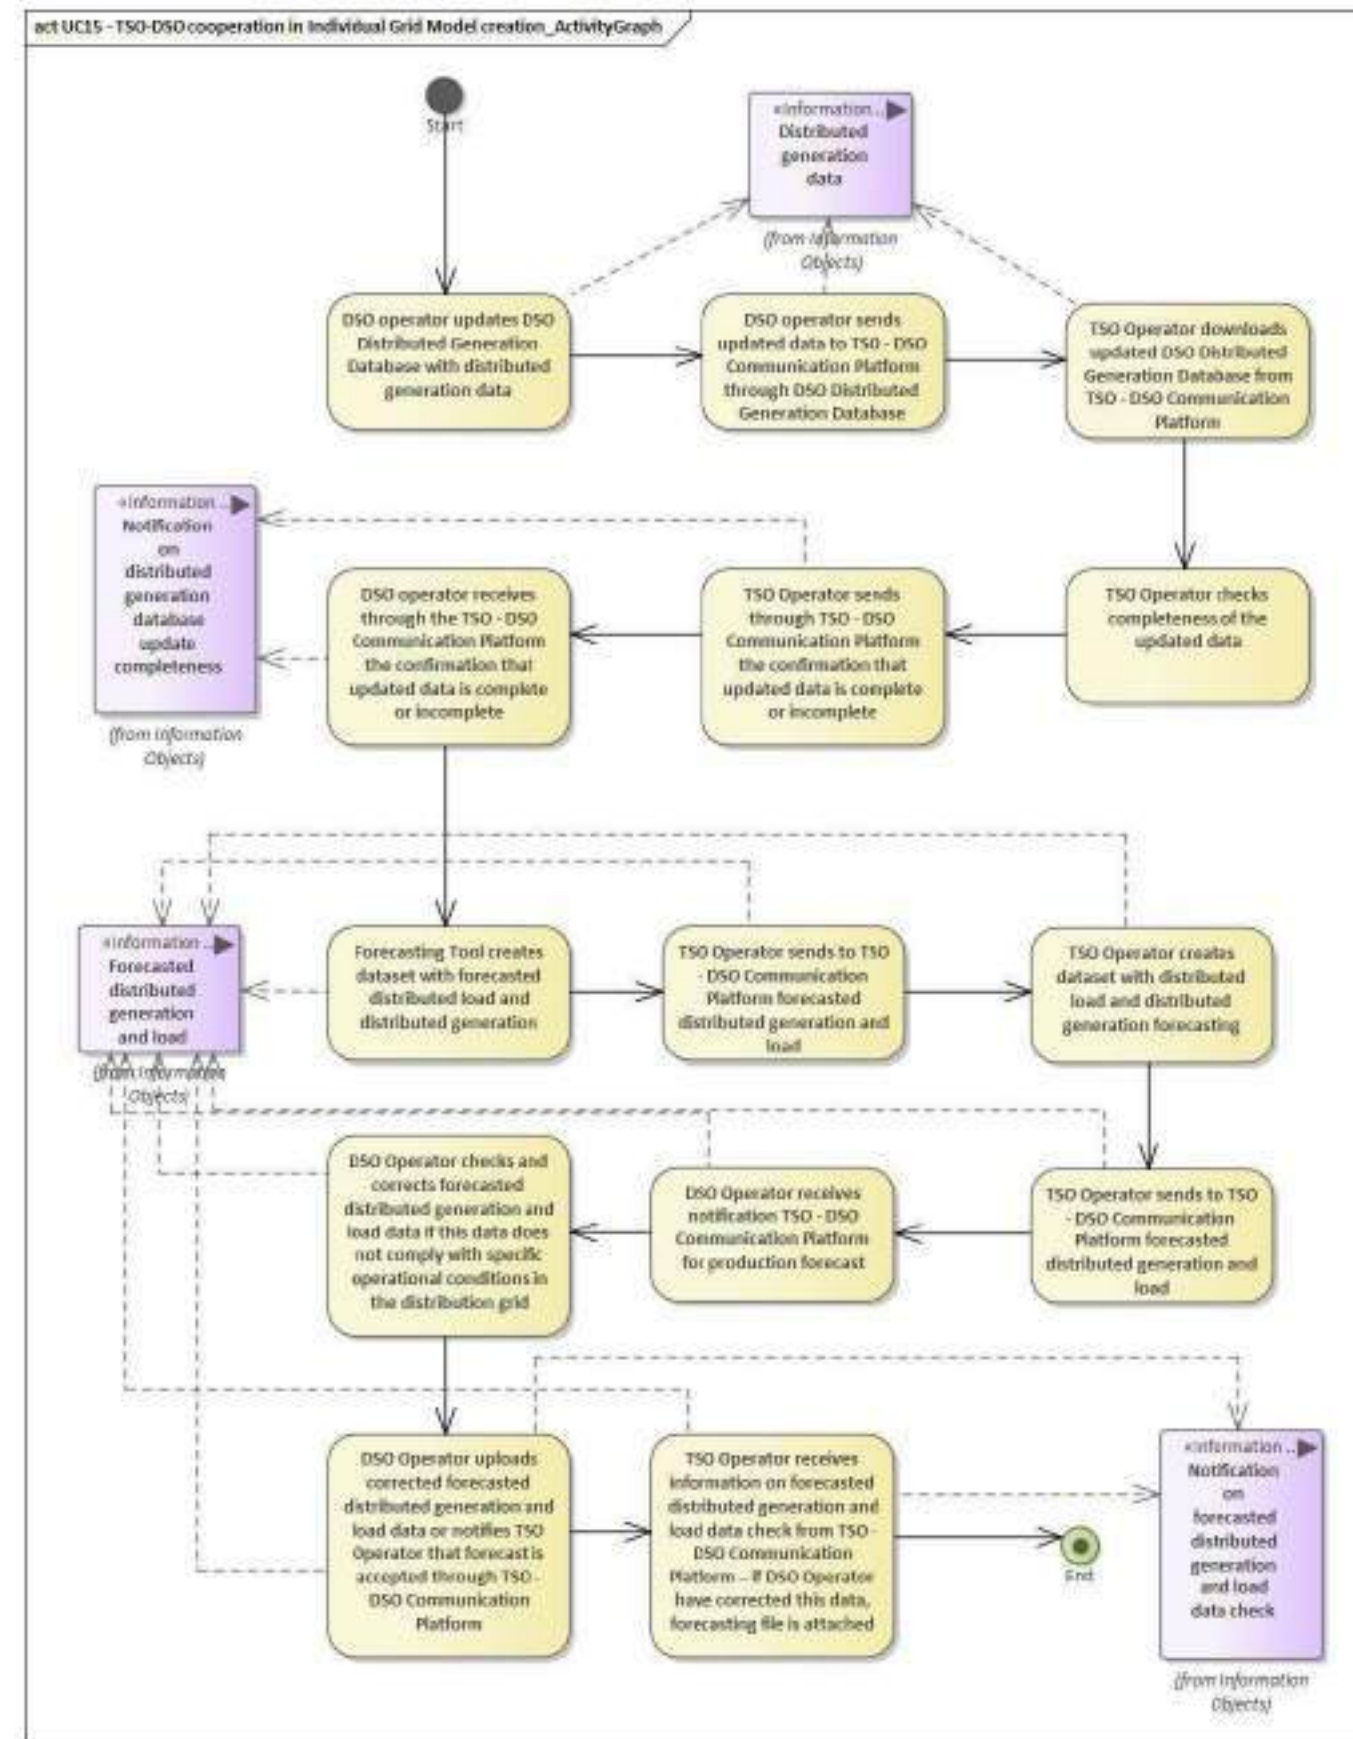 act UC15 - TSO-DSO cooperation in Individual Grid Model creation_ActivityGraph
Start
«Information...
Distributed
generation
data
(from Information
Objects)
DSO operator updates DSO
Distributed Generation
Database with distributed
generation data
DSO operator sends
updated data to TSO - DSO
Communication Platform
through DSO Distributed
Generation Database
TSO Operator downloads
updated DSO Distributed
Generation Database from
TSO - DSO Communication
Platform
«Information ...
Notification
on
distributed
generation
database
update
completeness
(from Information
Objects)
DSO operator receives
through the TSO - DSO
Communication Platform
the confirmation that
updated data is complete
or incomplete
TSO Operator sends
through TSO - DSO
Communication Platform
the confirmation that
updated data is complete
or incomplete
TSO Operator checks
completeness of the
updated data
«Information ...
Forecasted
distributed
generation
and load
(from Information
Objects)
Forecasting Tool creates
dataset with forecasted
distributed load and
distributed generation
TSO Operator sends to TSO
- DSO Communication
Platform forecasted
distributed generation and
load
TSO Operator creates
dataset with distributed
load and distributed
generation forecasting
DSO Operator checks and
corrects forecasted
distributed generation and
load data if this data does
not comply with specific
operational conditions in
the distribution grid
DSO Operator receives
notification TSO - DSO
Communication Platform
for production forecast
TSO Operator sends to TSO
- DSO Communication
Platform forecasted
distributed generation and
load
DSO Operator uploads
corrected forecasted
distributed generation and
load data or notifies TSO
Operator that forecast is
accepted through TSO -
DSO Communication
Platform
TSO Operator receives
information on forecasted
distributed generation and
load data check from TSO -
DSO Communication
Platform – if DSO Operator
have corrected this data,
forecasting file is attached
End
«Information ...
Notification
on
forecasted
distributed
generation
and load
data check
(from Information
Objects)